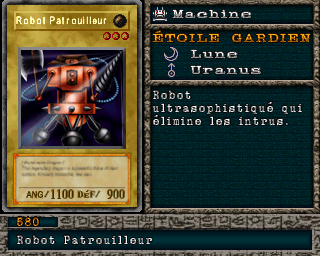 Robot Patrouilleur
ANG/1100 DÉF/ 900
Machine
ÉTOILE GARDIEN
Lune
Uranus
Robot
ultrasophistiqué qui
élimine les intrus.
580
Robot Patrouilleur